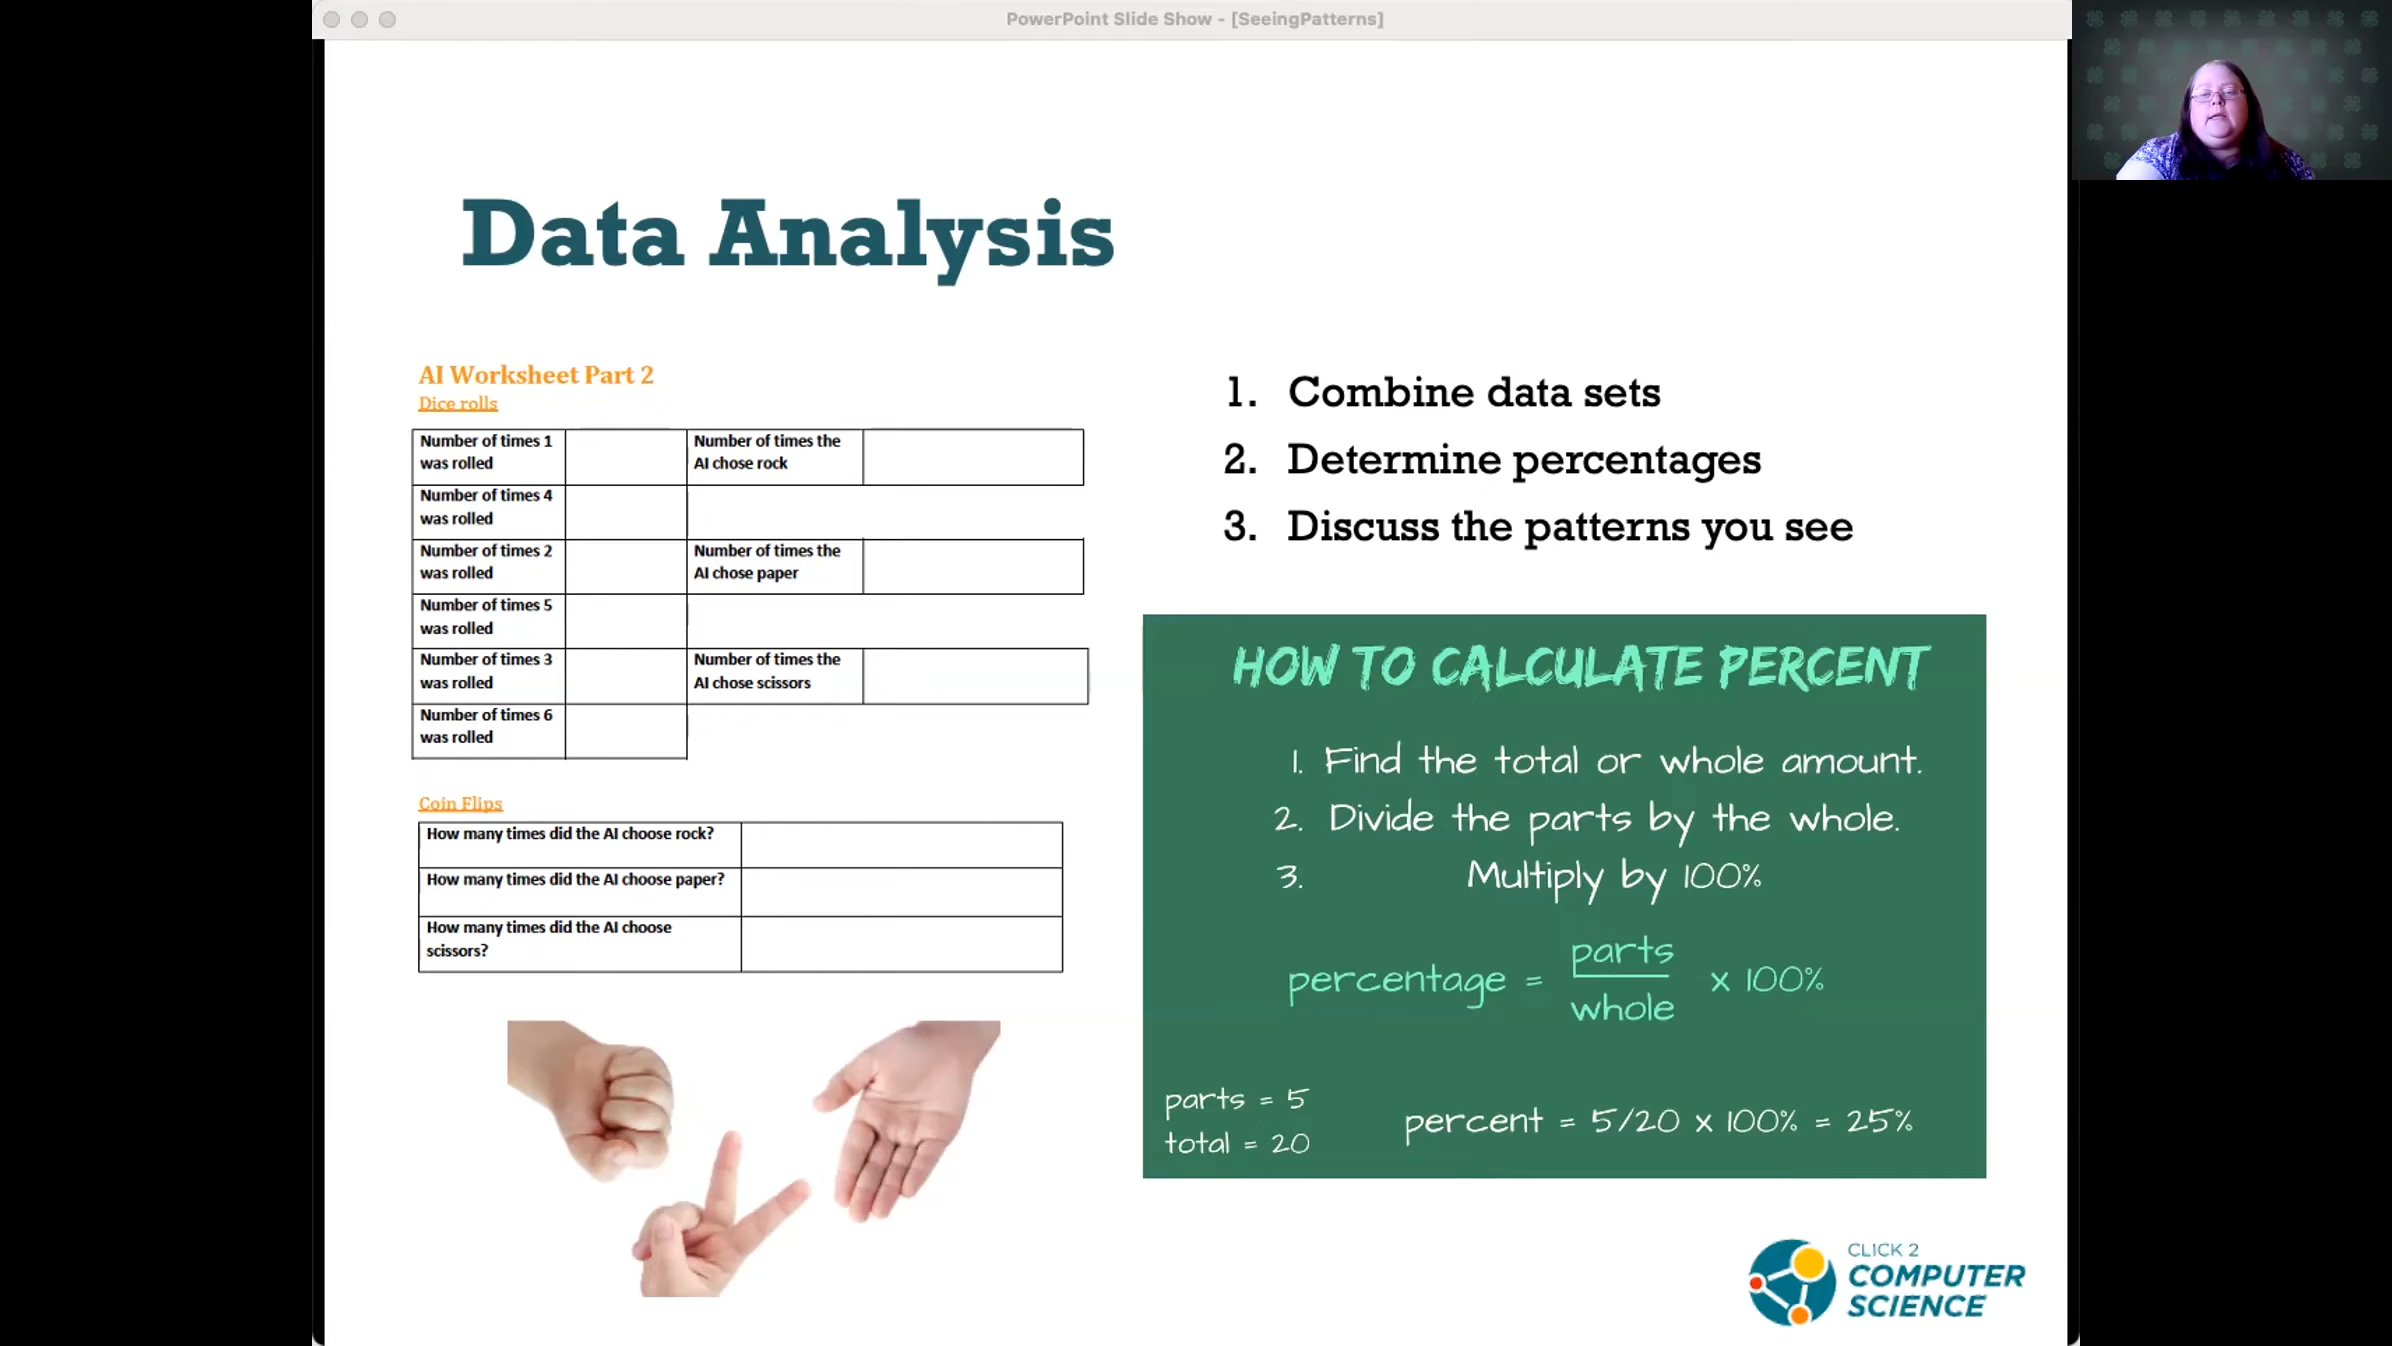 PowerPoint Slide Show - [SeeingPatterns]
Data Analysis
AI Worksheet Part 2
Dice rolls
Number of times 1
was rolled
Number of times the
AI chose rock
Number of times 4
was rolled
Number of times 2
was rolled
Number of times the
AI chose paper
Number of times 5
was rolled
Number of times 3
was rolled
Number of times the
AI chose scissors
Number of times 6
was rolled
Coin Flips
How many times did the AI choose rock?
How many times did the AI choose paper?
How many times did the AI choose
scissors?
1. Combine data sets
2. Determine percentages
3. Discuss the patterns you see
HOW TO CALCULATE PERCENT
1. Find the total or whole amount.
2. Divide the parts by the whole.
3. Multiply by 100%
percentage = parts/whole x 100%
parts = 5
total = 20
percent = 5/20 x 100% = 25%
CLICK 2
COMPUTER
SCIENCE